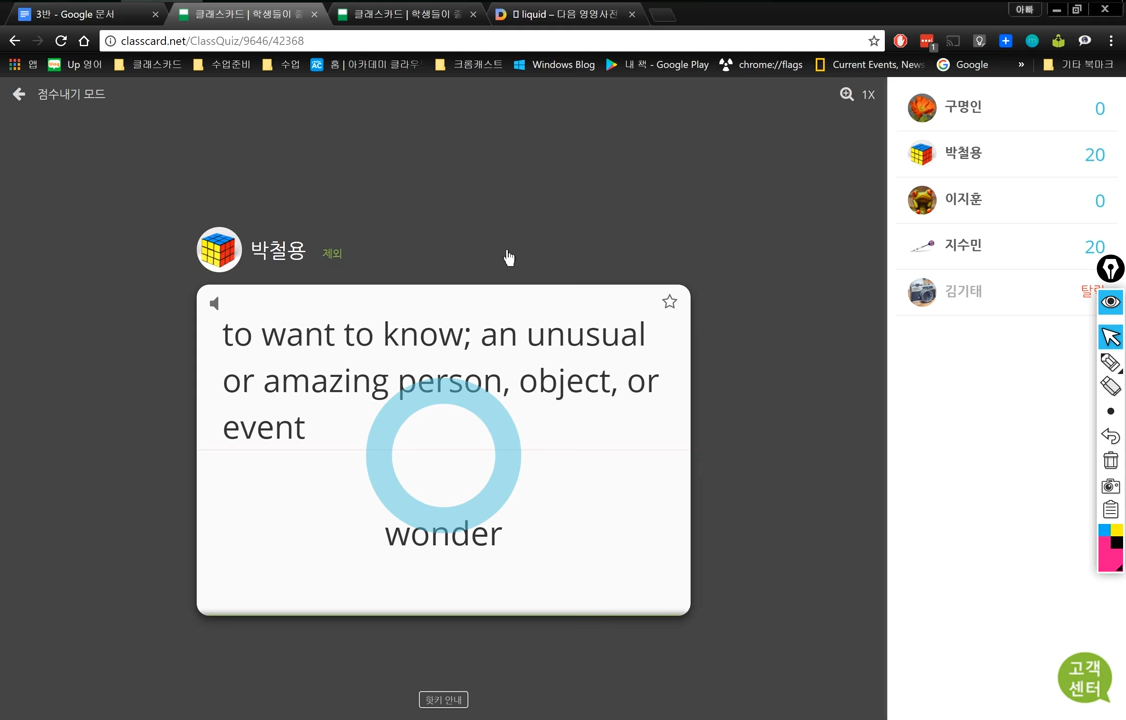 3반 - Google 문서
클래스카드 | 학생들이 좋
클래스카드 | 학생들이 좋
liquid – 다음 영영사전
아빠
classcard.net/ClassQuiz/9646/42368
1
앱
Up 영어
클래스카드
수업준비
수업
홈 | 아카데미 클라우
크롬캐스트
Windows Blog
내 책 - Google Play
chrome://flags
Current Events, News
Google
»
기타 북마크
점수내기 모드
1X
박철용 제외
to want to know; an unusual
or amazing person, object, or
event
wonder
핫키 안내
구명인 0
박철용 20
이지훈 0
지수민 20
김기태
고객
센터